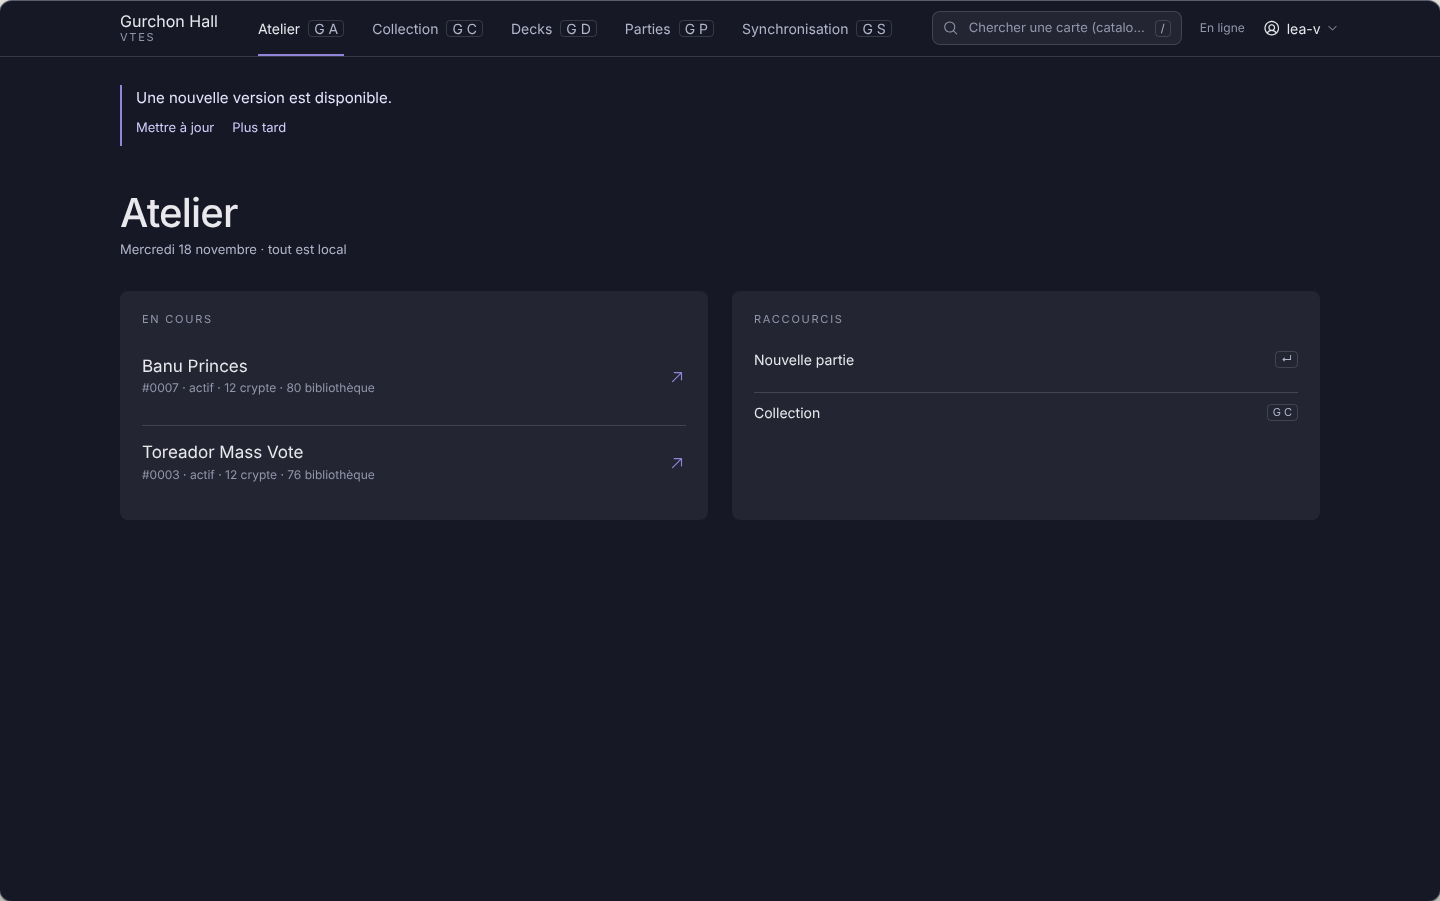 Gurchon Hall
VTES
Atelier G A
Collection G C
Decks G D
Parties G P
Synchronisation G S
Chercher une carte (catalo... /
En ligne
lea-v
Une nouvelle version est disponible.
Mettre à jour Plus tard
Atelier
Mercredi 18 novembre · tout est local
EN COURS
Banu Princes
#0007 · actif · 12 crypte · 80 bibliothèque
Toreador Mass Vote
#0003 · actif · 12 crypte · 76 bibliothèque
RACCOURCIS
Nouvelle partie ↵
Collection G C